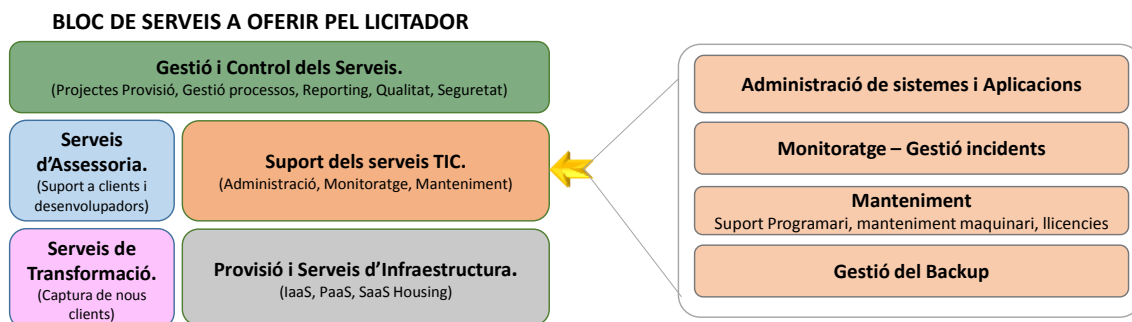 BLOC DE SERVEIS A OFERIR PEL LICITADOR
Gestió i Control dels Serveis.
(Projectes Provisió, Gestió processos, Reporting, Qualitat, Seguretat)
Serveis
d’Assessoria.
(Suport a clients i
desenvolupadors)
Suport dels serveis TIC.
(Administració, Monitoratge, Manteniment)
Serveis de
Transformació.
(Captura de nous
clients)
Provisió i Serveis d’Infraestructura.
(IaaS, PaaS, SaaS Housing)
Administració de sistemes i Aplicacions
Monitoratge – Gestió incidents
Manteniment
Suport Programari, manteniment maquinari, llicencies
Gestió del Backup